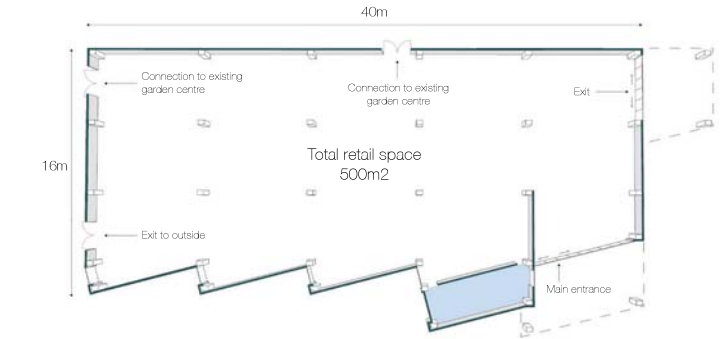 40m
Connection to existing
garden centre
Connection to existing
garden centre
Exit
16m
Total retail space
500m2
Exit to outside
Main entrance